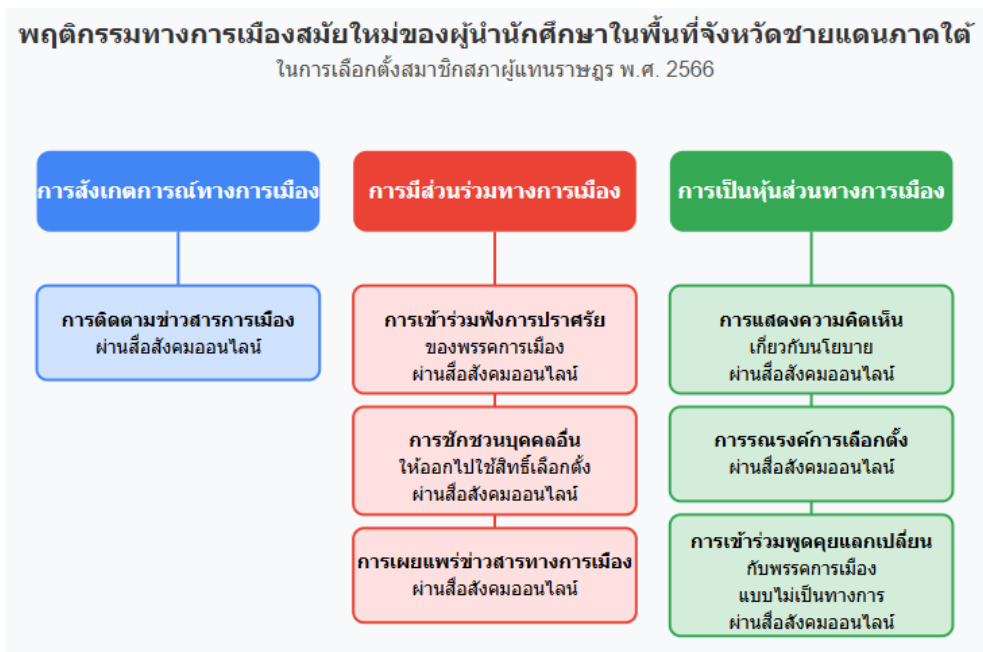 พฤติกรรมทางการเมืองสมัยใหม่ของผู้นำนักศึกษาในพื้นที่จังหวัดชายแดนภาคใต้
ในการเลือกตั้งสมาชิกสภาผู้แทนราษฎร พ.ศ. 2566
การสังเกตการณ์ทางการเมือง
การติดตามข่าวสารการเมือง
ผ่านสื่อสังคมออนไลน์
การมีส่วนร่วมทางการเมือง
การเข้าร่วมฟังการปราศรัย
ของพรรคการเมือง
ผ่านสื่อสังคมออนไลน์
การชักชวนบุคคลอื่น
ให้ออกไปใช้สิทธิ์เลือกตั้ง
ผ่านสื่อสังคมออนไลน์
การเผยแพร่ข่าวสารทางการเมือง
ผ่านสื่อสังคมออนไลน์
การเป็นหุ้นส่วนทางการเมือง
การแสดงความคิดเห็น
เกี่ยวกับนโยบาย
ผ่านสื่อสังคมออนไลน์
การรณรงค์การเลือกตั้ง
ผ่านสื่อสังคมออนไลน์
การเข้าร่วมพูดคุยแลกเปลี่ยน
กับพรรคการเมือง
แบบไม่เป็นทางการ
ผ่านสื่อสังคมออนไลน์